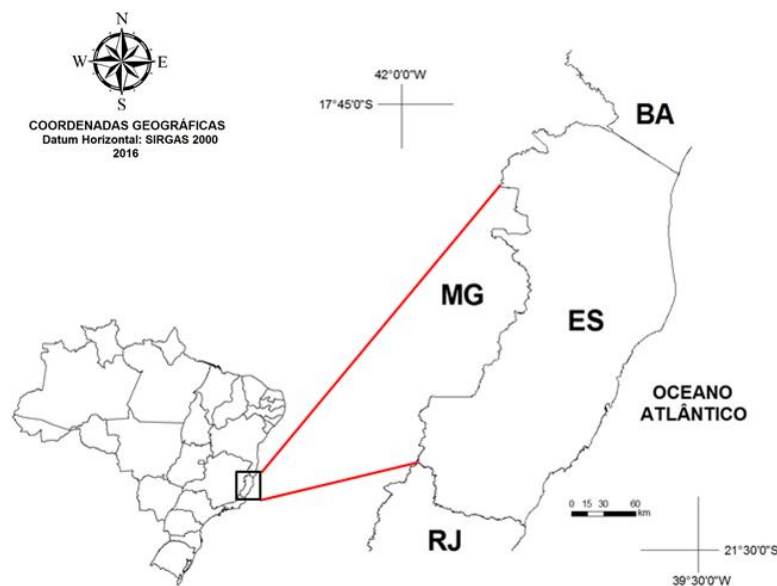 N
W E
S
COORDENADAS GEOGRÁFICAS
Datum Horizontal: SIRGAS 2000
2016
42°0'0"W
17°45'0"S
BA
MG
ES
OCEANO
ATLÂNTICO
0 15 30 60
km
RJ
21°30'0"S
39°30'0"W